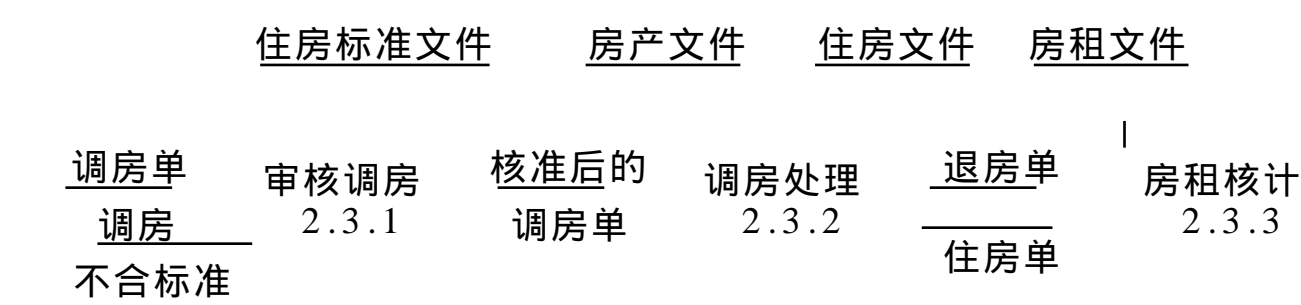 住房标准文件 房产文件 住房文件 房租文件
调房单 审核调房 核准后的 调房处理 退房单 房租核计
调房 2.3.1 调房单 2.3.2 2.3.3
不合标准 住房单